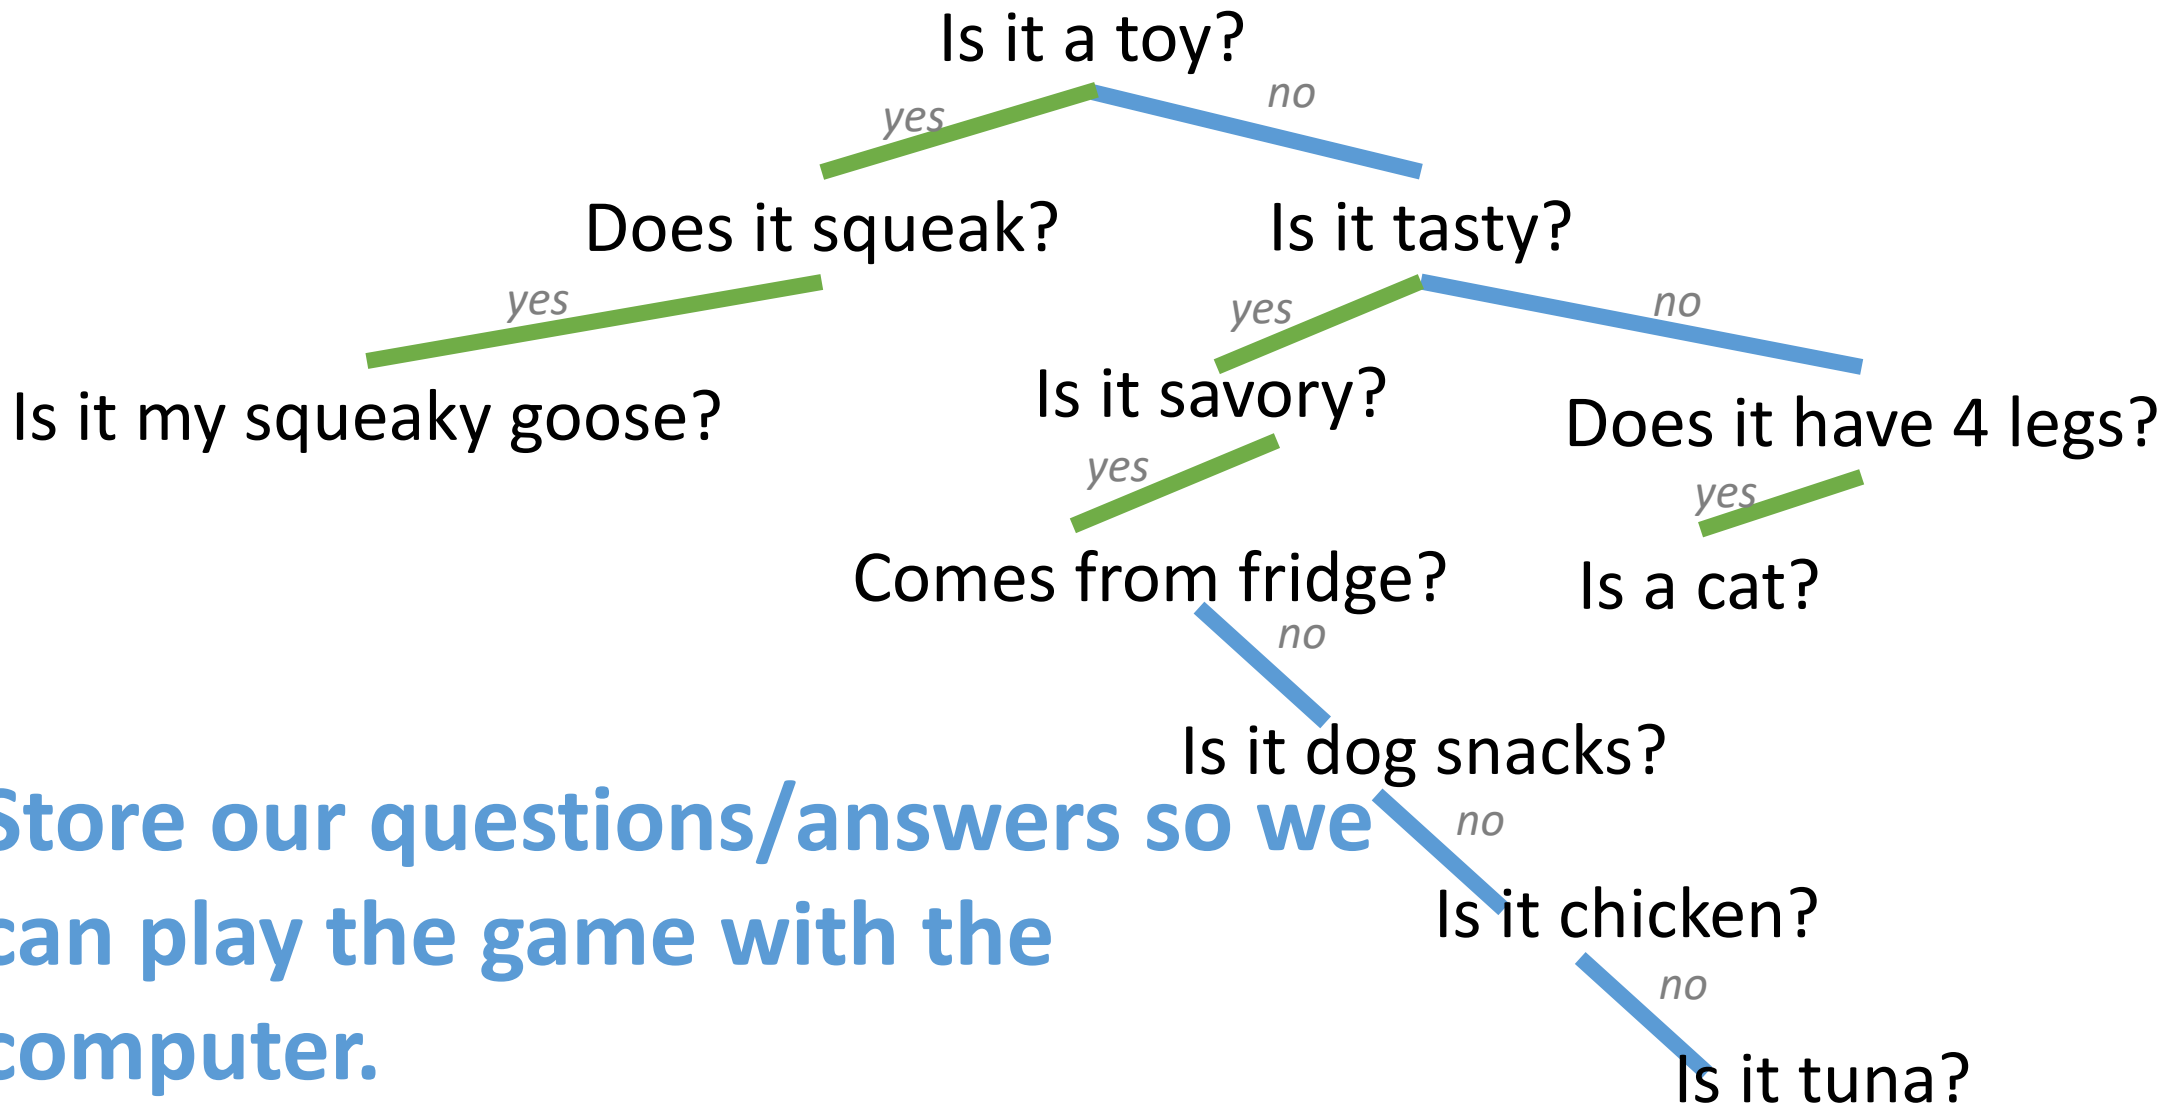 Is it a toy?
yes
no
Does it squeak?
Is it tasty?
yes
yes
no
Is it my squeaky goose?
Is it savory?
Does it have 4 legs?
yes
yes
Comes from fridge?
Is a cat?
no
Is it dog snacks?
no
Is it chicken?
no
Is it tuna?
Store our questions/answers so we
can play the game with the
computer.